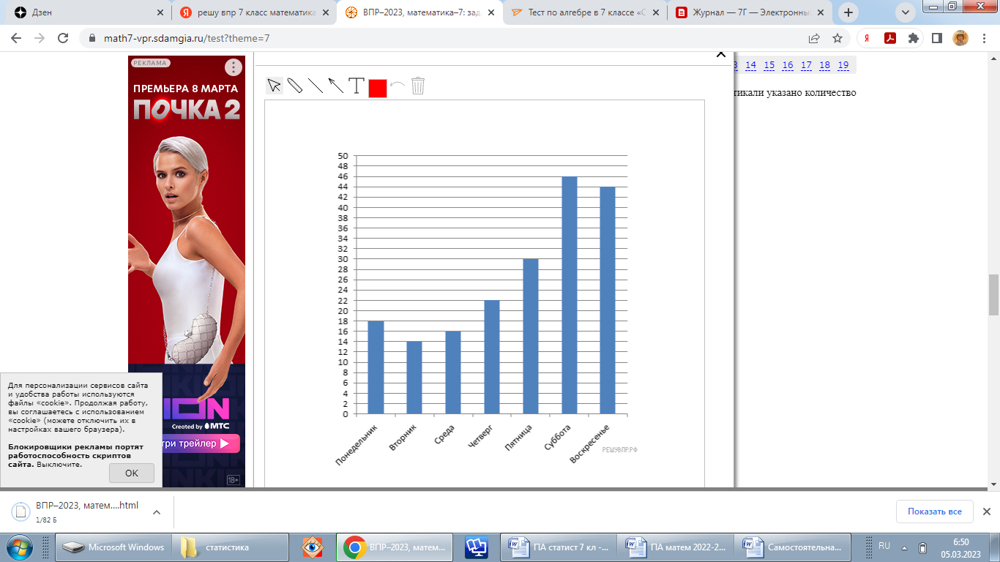 Дзен
решу впр 7 класс математика
ВПР–2023, математика–7: зад
Тест по алгебре в 7 классе «С
Журнал — 7Г — Электронны
math7-vpr.sdamgia.ru/test?theme=7
РЕКЛАМА
ПРЕМЬЕРА 8 МАРТА
ПОЧКА 2
14 15 16 17 18 19
тикали указано количество
T
50
48
46
44
42
40
38
36
34
32
30
28
26
24
22
20
18
16
14
12
10
8
6
4
2
0
Понедельник
Вторник
Среда
Четверг
Пятница
Суббота
Воскресенье
РЕШУВПР.РФ
Для персонализации сервисов сайта
и удобства работы используются
файлы «cookie». Продолжая работу,
вы соглашаетесь с использованием
«cookie» (можете отключить их в
настройках вашего браузера).
Блокировщики рекламы портят
работоспособность скриптов
сайта. Выключите.
OK
ION
Created by МТС
три трейлер
18+
ВПР–2023, матем....html
1/82 Б
Показать все
Microsoft Windows
статистика
ВПР–2023, матем...
ПА статист 7 кл -...
ПА матем 2022-2...
Самостоятельна...
RU
6:50
05.03.2023